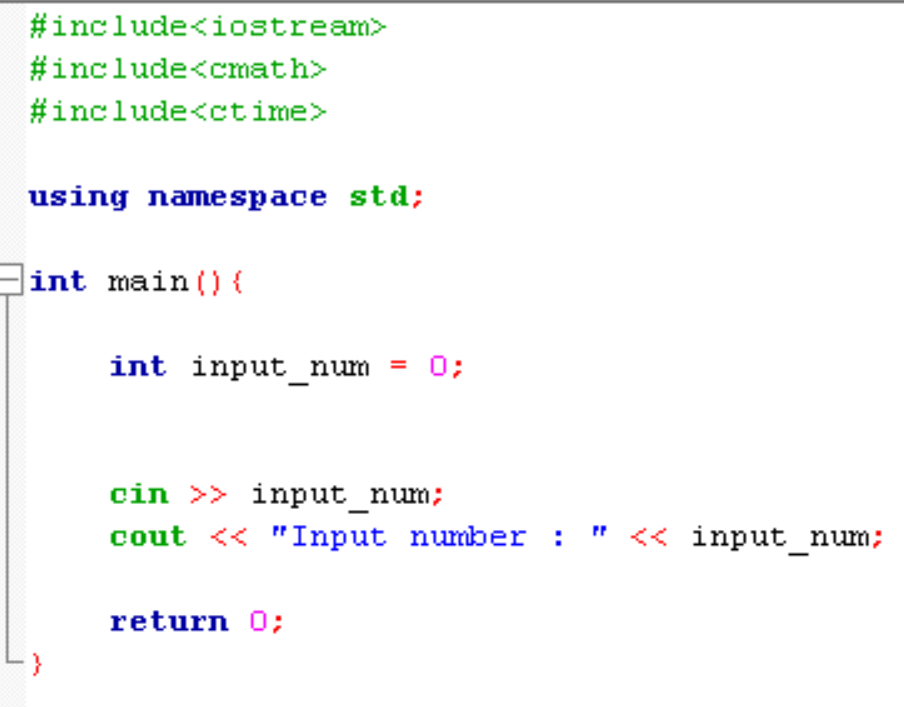 #include<iostream>
#include<cmath>
#include<ctime>
using namespace std;
int main(){
int input_num = 0;
cin >> input_num;
cout << "Input number : " << input_num;
return 0;
}